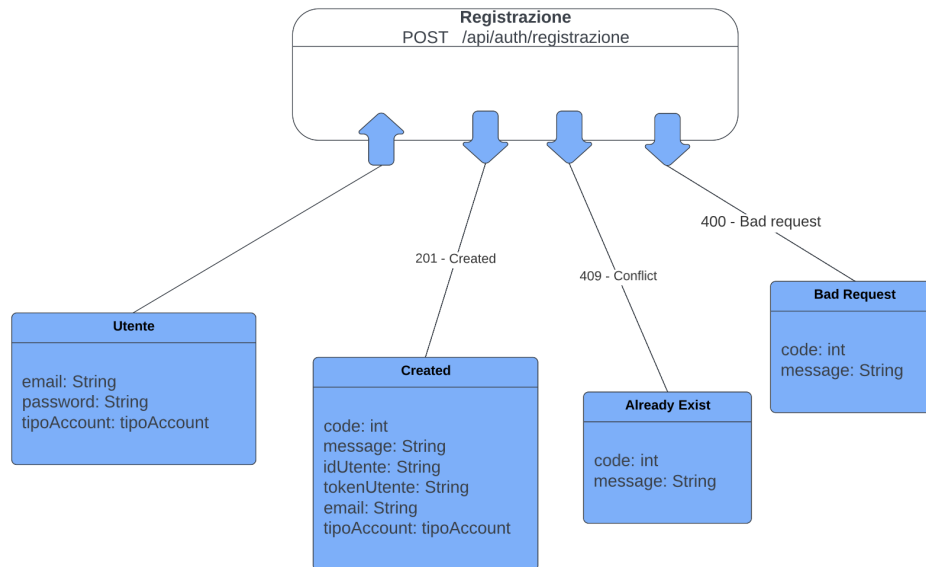 Registrazione
POST /api/auth/registrazione
400 - Bad request
201 - Created
409 - Conflict
Bad Request
code: int
message: String
Utente
email: String
password: String
tipoAccount: tipoAccount
Created
code: int
message: String
idUtente: String
tokenUtente: String
email: String
tipoAccount: tipoAccount
Already Exist
code: int
message: String